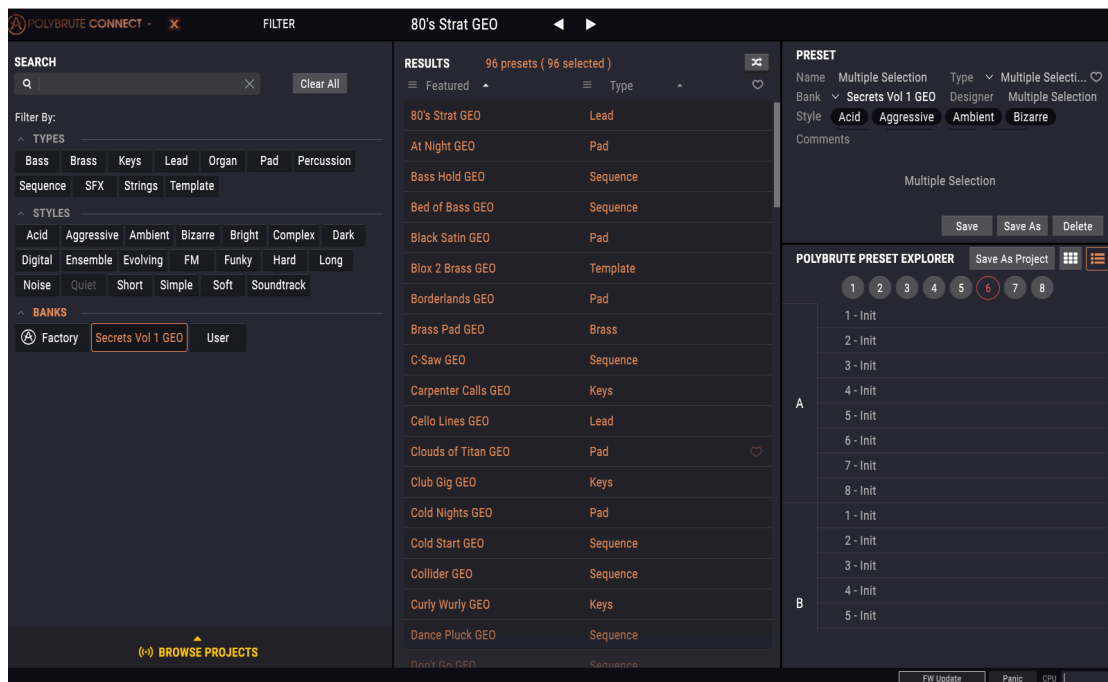 POLYBRUTE CONNECT X FILTER 80's Strat GEO
SEARCH
Clear All
Filter By:
TYPES
Bass Brass Keys Lead Organ Pad Percussion
Sequence SFX Strings Template
STYLES
Acid Aggressive Ambient Bizarre Bright Complex Dark
Digital Ensemble Evolving FM Funky Hard Long
Noise Quiet Short Simple Soft Soundtrack
BANKS
Factory Secrets Vol 1 GEO User
BROWSE PROJECTS
RESULTS 96 presets ( 96 selected )
Featured Type
80's Strat GEO Lead
At Night GEO Pad
Bass Hold GEO Sequence
Bed of Bass GEO Sequence
Black Satin GEO Pad
Blox 2 Brass GEO Template
Borderlands GEO Pad
Brass Pad GEO Brass
C-Saw GEO Sequence
Carpenter Calls GEO Keys
Cello Lines GEO Lead
Clouds of Titan GEO Pad
Club Gig GEO Keys
Cold Nights GEO Pad
Cold Start GEO Sequence
Collider GEO Sequence
Curly Wurly GEO Keys
Dance Pluck GEO Sequence
Don't Go GEO Sequence
PRESET
Name Multiple Selection Type Multiple Selecti...
Bank Secrets Vol 1 GEO Designer Multiple Selection
Style Acid Aggressive Ambient Bizarre
Comments
Multiple Selection
Save Save As Delete
POLYBRUTE PRESET EXPLORER Save As Project
1 2 3 4 5 6 7 8
1 - Init
2 - Init
3 - Init
4 - Init
A
5 - Init
6 - Init
7 - Init
8 - Init
1 - Init
2 - Init
3 - Init
4 - Init
B
5 - Init
FW Update Panic CPU